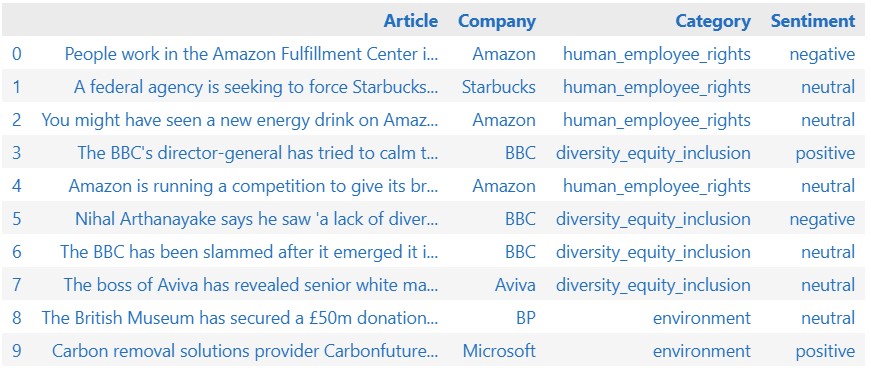 Article Company Category Sentiment
0 People work in the Amazon Fulfillment Center i... Amazon human_employee_rights negative
1 A federal agency is seeking to force Starbucks... Starbucks human_employee_rights neutral
2 You might have seen a new energy drink on Amaz... Amazon human_employee_rights neutral
3 The BBC's director-general has tried to calm t... BBC diversity_equity_inclusion positive
4 Amazon is running a competition to give its br... Amazon human_employee_rights neutral
5 Nihal Arthanayake says he saw 'a lack of diver... BBC diversity_equity_inclusion negative
6 The BBC has been slammed after it emerged it i... BBC diversity_equity_inclusion neutral
7 The boss of Aviva has revealed senior white ma... Aviva diversity_equity_inclusion neutral
8 The British Museum has secured a £50m donation... BP environment neutral
9 Carbon removal solutions provider Carbonfuture... Microsoft environment positive